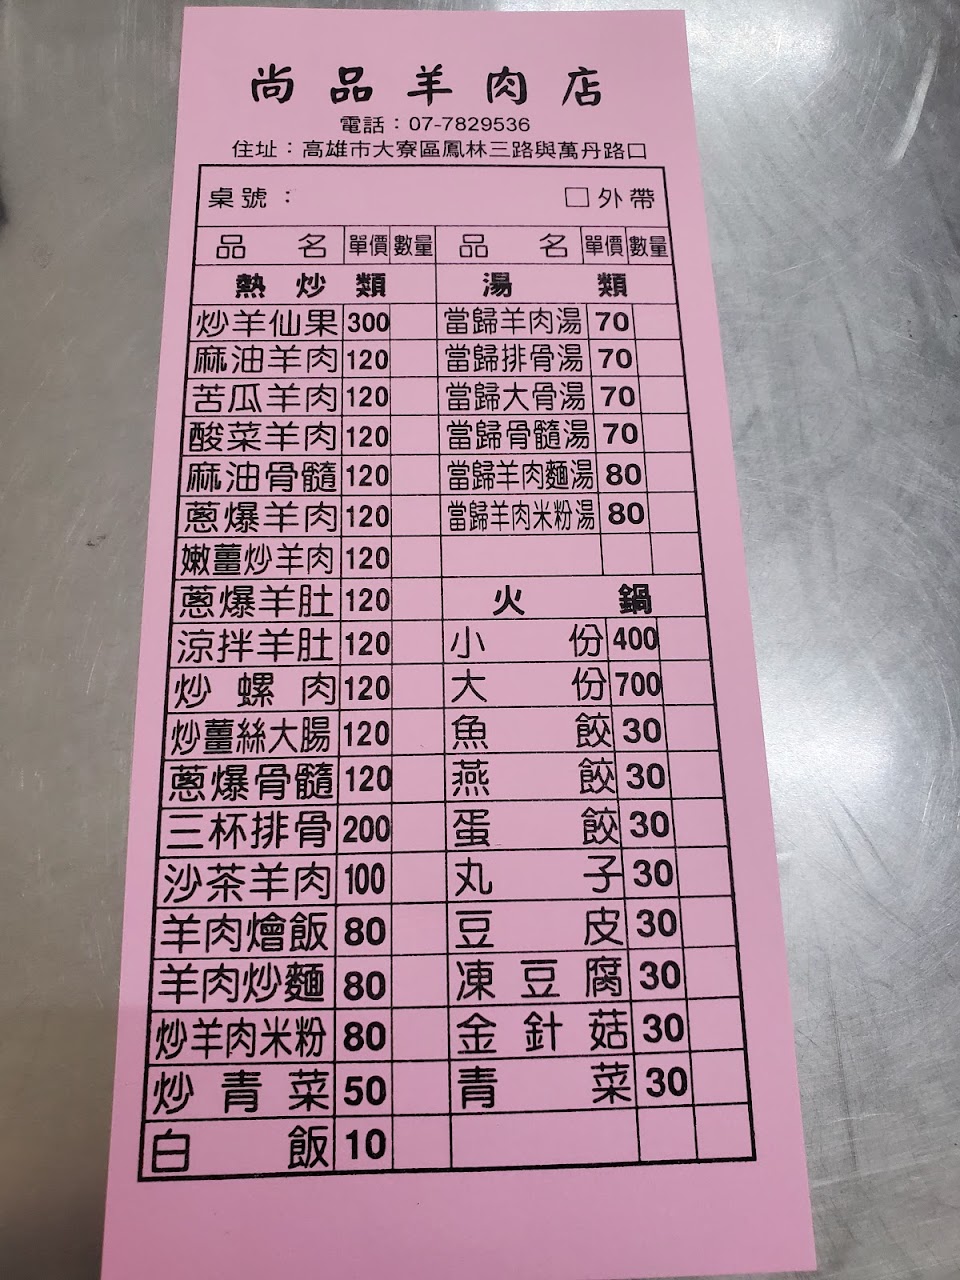 尚品羊肉店
電話：07-7829536
住址：高雄市大寮區鳳林三路與萬丹路口
桌號： □外帶
品名 單價 數量 品名 單價 數量
熱炒類 湯類
炒羊仙果 300 當歸羊肉湯 70
麻油羊肉 120 當歸排骨湯 70
苦瓜羊肉 120 當歸大骨湯 70
酸菜羊肉 120 當歸骨髓湯 70
麻油骨髓 120 當歸羊肉麵湯 80
蔥爆羊肉 120 當歸羊肉米粉湯 80
嫩薑炒羊肉 120
蔥爆羊肚 120 火鍋
涼拌羊肚 120 小份 400
炒螺肉 120 大份 700
炒薑絲大腸 120 魚餃 30
蔥爆骨髓 120 燕餃 30
三杯排骨 200 蛋餃 30
沙茶羊肉 100 丸子 30
羊肉燴飯 80 豆皮 30
羊肉炒麵 80 凍豆腐 30
炒羊肉米粉 80 金針菇 30
炒青菜 50 青菜 30
白飯 10